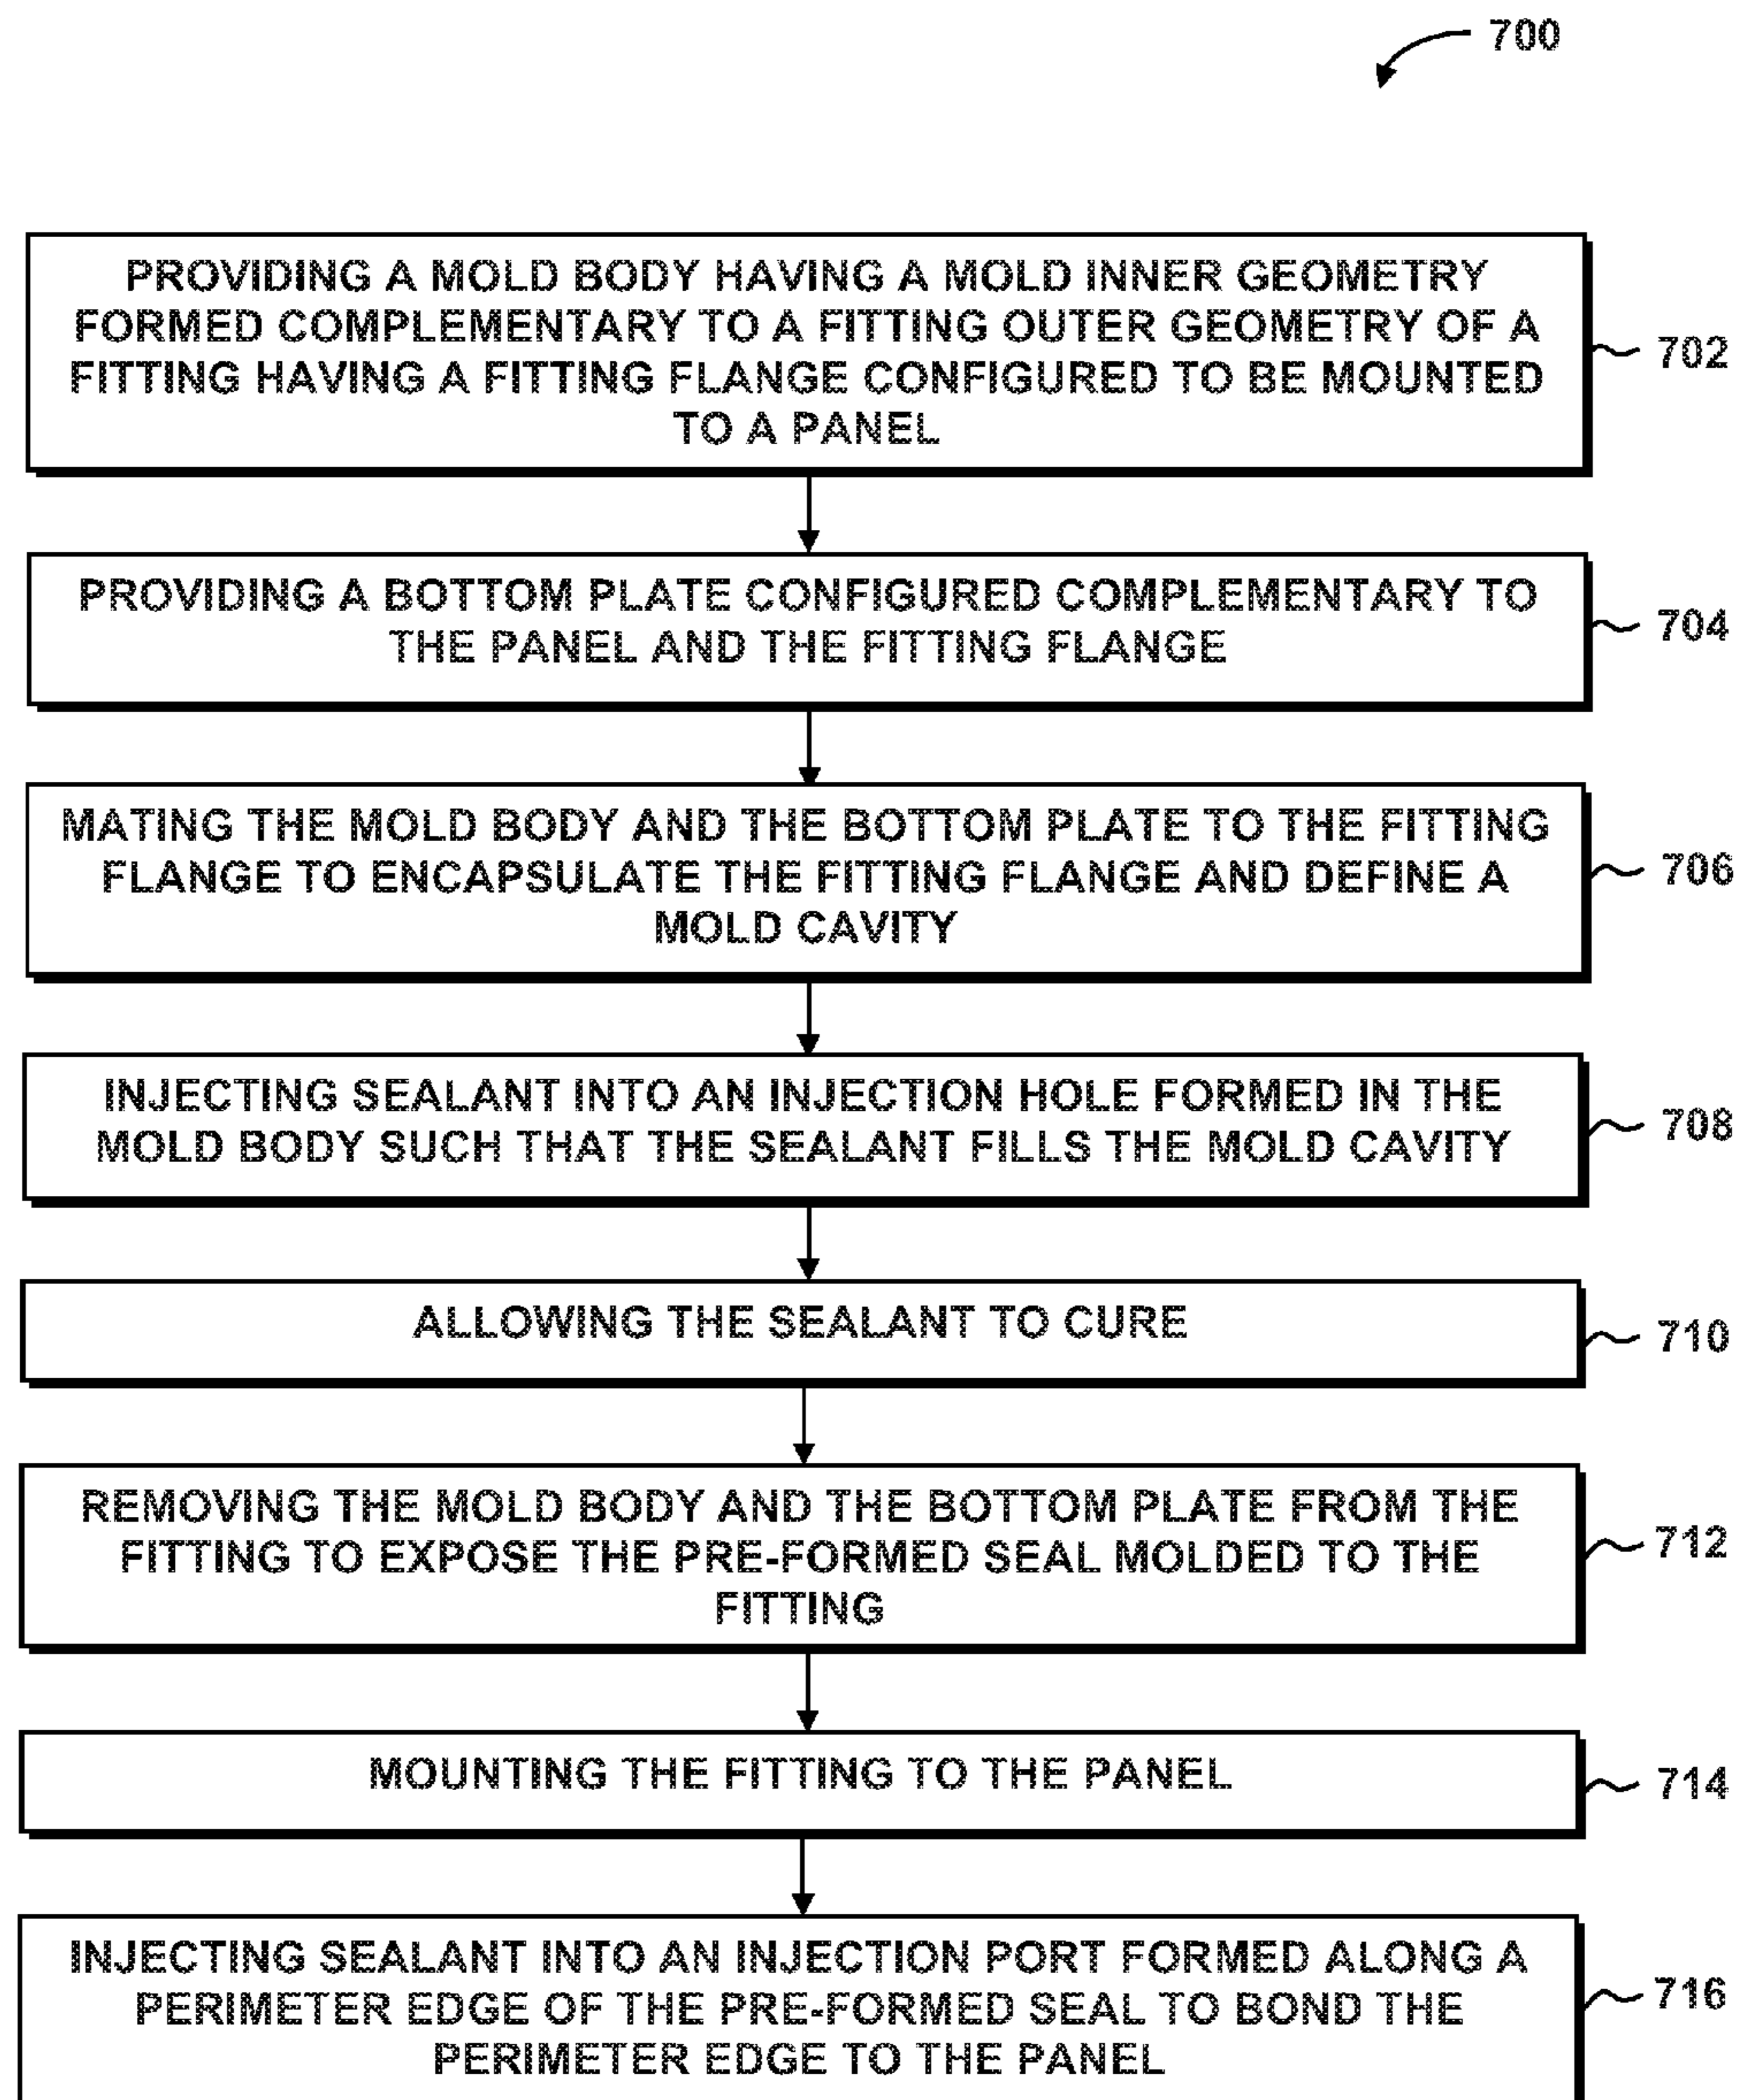 700
PROVIDING A MOLD BODY HAVING A MOLD INNER GEOMETRY
FORMED COMPLEMENTARY TO A FITTING OUTER GEOMETRY OF A
FITTING HAVING A FITTING FLANGE CONFIGURED TO BE MOUNTED
TO A PANEL
702
PROVIDING A BOTTOM PLATE CONFIGURED COMPLEMENTARY TO
THE PANEL AND THE FITTING FLANGE
704
MATING THE MOLD BODY AND THE BOTTOM PLATE TO THE FITTING
FLANGE TO ENCAPSULATE THE FITTING FLANGE AND DEFINE A
MOLD CAVITY
706
INJECTING SEALANT INTO AN INJECTION HOLE FORMED IN THE
MOLD BODY SUCH THAT THE SEALANT FILLS THE MOLD CAVITY
708
ALLOWING THE SEALANT TO CURE
710
REMOVING THE MOLD BODY AND THE BOTTOM PLATE FROM THE
FITTING TO EXPOSE THE PRE-FORMED SEAL MOLDED TO THE
FITTING
712
MOUNTING THE FITTING TO THE PANEL
714
INJECTING SEALANT INTO AN INJECTION PORT FORMED ALONG A
PERIMETER EDGE OF THE PRE-FORMED SEAL TO BOND THE
PERIMETER EDGE TO THE PANEL
716